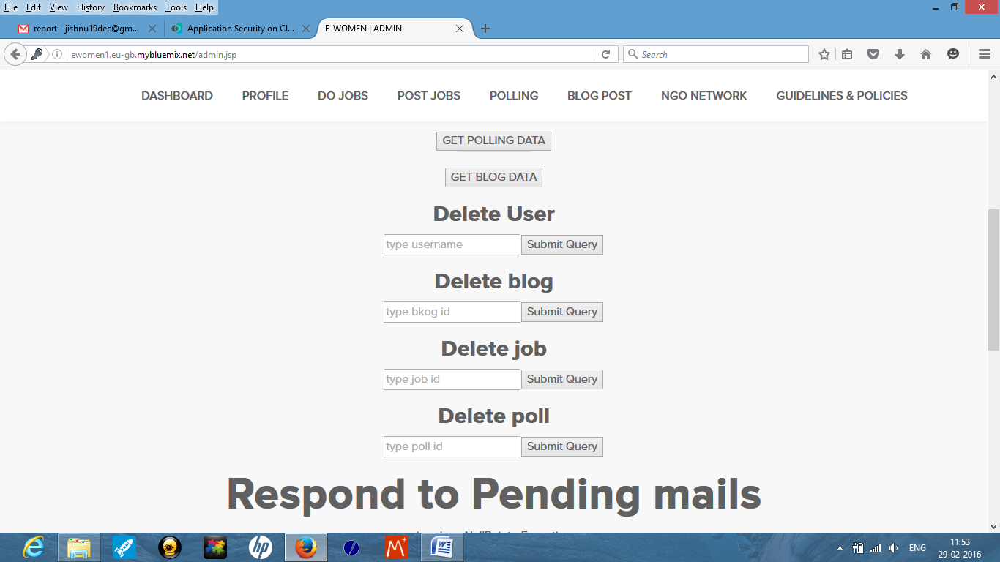 File Edit View History Bookmarks Tools Help
report - jishnu19dec@gm...
Application Security on Cl...
E-WOMEN | ADMIN
ewomen1.eu-gb.mybluemix.net/admin.jsp
Search
DASHBOARD PROFILE DO JOBS POST JOBS POLLING BLOG POST NGO NETWORK GUIDELINES & POLICIES
GET POLLING DATA
GET BLOG DATA
Delete User
type username Submit Query
Delete blog
type bkog id Submit Query
Delete job
type job id Submit Query
Delete poll
type poll id Submit Query
Respond to Pending mails
ENG
11:53
29-02-2016